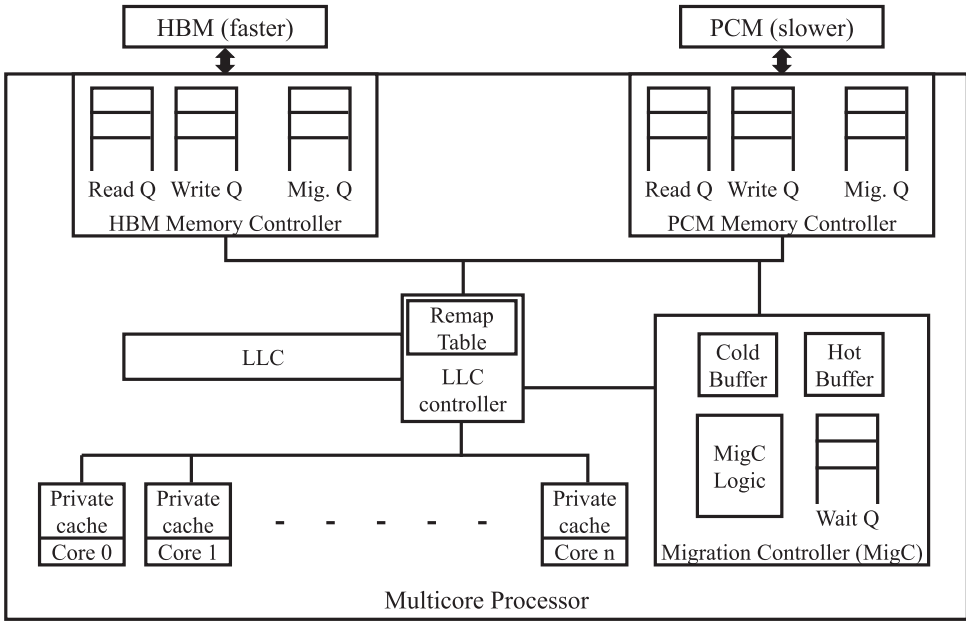 HBM (faster)
PCM (slower)
Read Q
Write Q
Mig. Q
HBM Memory Controller
Read Q
Write Q
Mig. Q
PCM Memory Controller
Remap
Table
LLC
LLC
controller
Cold
Buffer
Hot
Buffer
MigC
Logic
Wait Q
Migration Controller (MigC)
Private
cache
Core 0
Private
cache
Core 1
- - - - -
Private
cache
Core n
Multicore Processor